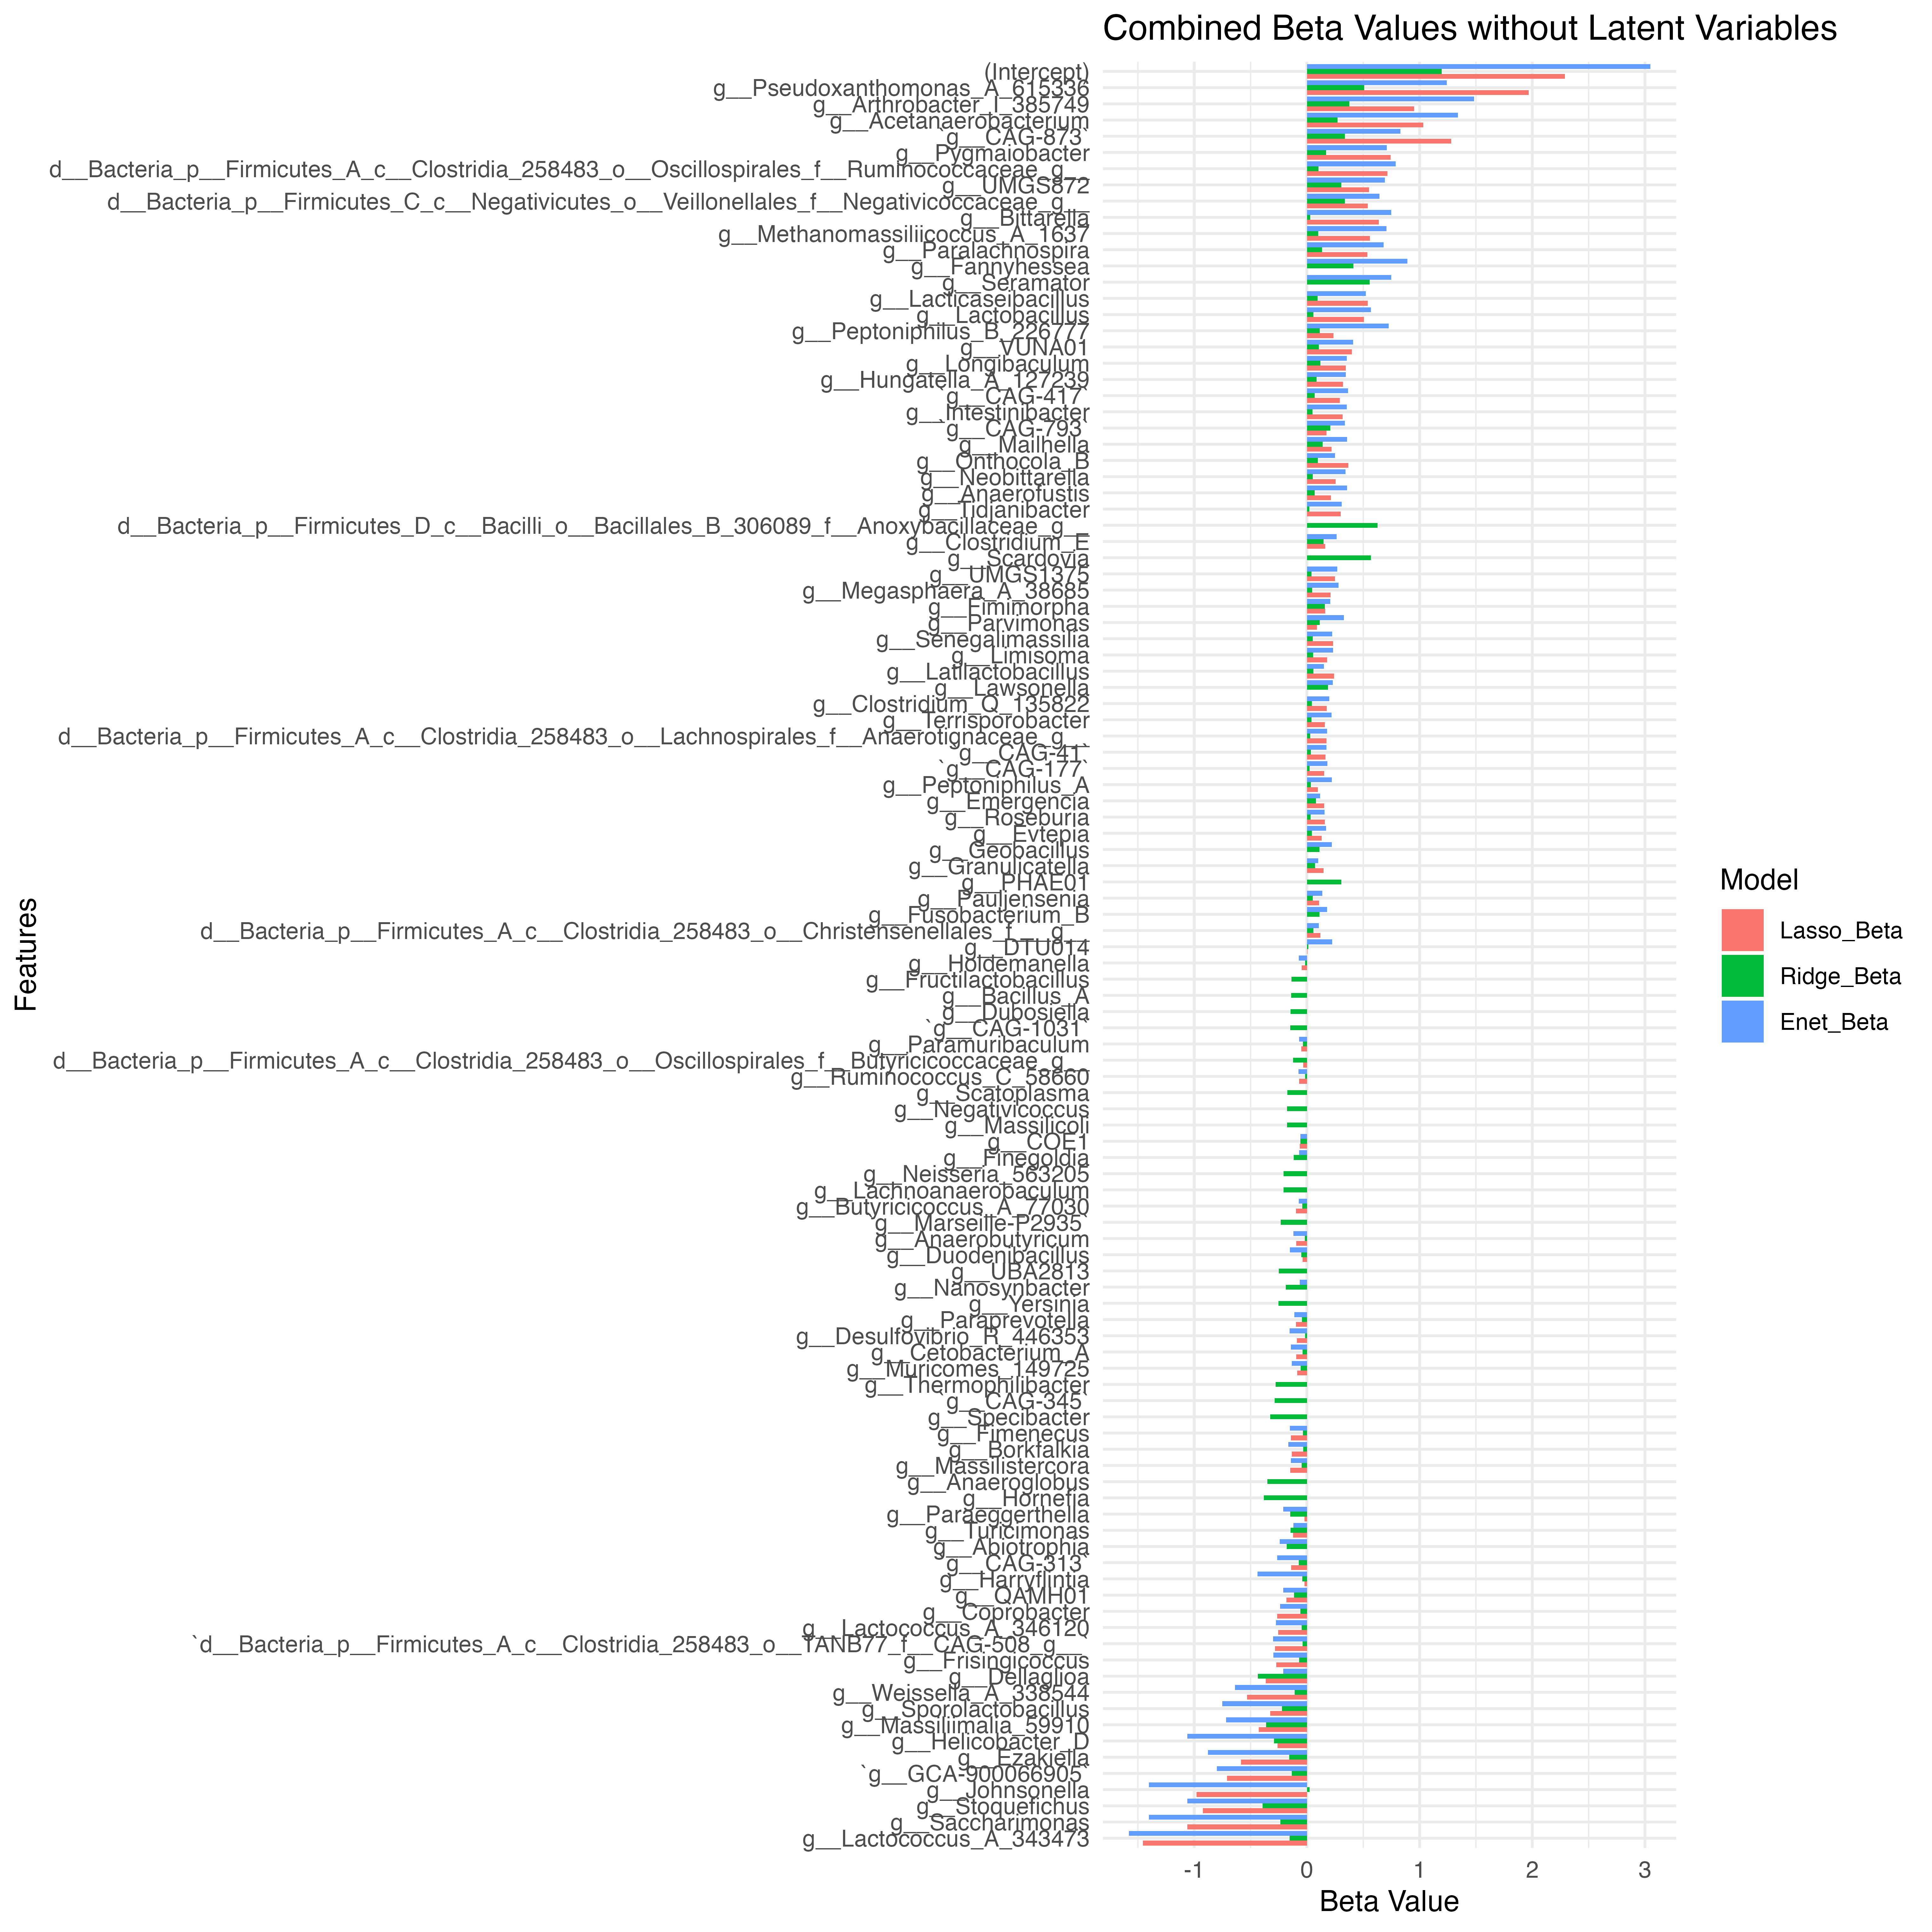 Combined Beta Values without Latent Variables
(Intercept)
g__Pseudoxanthomonas_A_615336
g__Arthrobacter_I_385749
g__Acetanaerobacterium
`g__CAG-873`
g__Pygmaiobacter
d__Bacteria_p__Firmicutes_A_c__Clostridia_258483_o__Oscillospirales_f__Ruminococcaceae_g__
g__UMGS872
d__Bacteria_p__Firmicutes_C_c__Negativicutes_o__Veillonellales_f__Negativicoccaceae_g__
g__Bittarella
g__Methanomassiliicoccus_A_1637
g__Paralachnospira
g__Fannyhessea
g__Seramator
g__Lacticaseibacillus
g__Lactobacillus
g__Peptoniphilus_B_226777
g__VUNA01
g__Longibaculum
g__Hungatella_A_127239
`g__CAG-417`
g__Intestinibacter
`g__CAG-793`
g__Mailhella
g__Onthocola_B
g__Neobittarella
g__Anaerofustis
g__Tidjanibacter
d__Bacteria_p__Firmicutes_D_c__Bacilli_o__Bacillales_B_306089_f__Anoxybacillaceae_g__
g__Clostridium_E
g__Scardovia
g__UMGS1375
g__Megasphaera_A_38685
g__Fimimorpha
g__Parvimonas
g__Senegalimassilia
g__Limisoma
g__Latilactobacillus
g__Lawsonella
g__Clostridium_Q_135822
g__Terrisporobacter
d__Bacteria_p__Firmicutes_A_c__Clostridia_258483_o__Lachnospirales_f__Anaerotignaceae_g__
`g__CAG-41`
`g__CAG-177`
g__Peptoniphilus_A
g__Emergencia
g__Roseburia
g__Evtepia
g__Geobacillus
g__Granulicatella
g__PHAE01
g__Pauljensenia
g__Fusobacterium_B
d__Bacteria_p__Firmicutes_A_c__Clostridia_258483_o__Christensenellales_f__g__
g__DTU014
g__Holdemanella
g__Fructilactobacillus
g__Bacillus_A
g__Dubosiella
`g__CAG-1031`
g__Paramuribaculum
d__Bacteria_p__Firmicutes_A_c__Clostridia_258483_o__Oscillospirales_f__Butyricicoccaceae_g__
g__Ruminococcus_C_58660
g__Scatoplasma
g__Negativicoccus
g__Massilicoli
g__COE1
g__Finegoldia
g__Neisseria_563205
g__Lachnoanaerobaculum
g__Butyricicoccus_A_77030
`g__Marseille-P2935`
g__Anaerobutyricum
g__Duodenibacillus
g__UBA2813
g__Nanosynbacter
g__Yersinia
g__Paraprevotella
g__Desulfovibrio_R_446353
g__Cetobacterium_A
g__Muricomes_149725
g__Thermophilibacter
`g__CAG-345`
g__Specibacter
g__Fimenecus
g__Borkfalkia
g__Massilistercora
g__Anaeroglobus
g__Hornefia
g__Paraeggerthella
g__Turicimonas
g__Abiotrophia
`g__CAG-313`
g__Harryflintia
g__QAMH01
g__Coprobacter
g__Lactococcus_A_346120
`d__Bacteria_p__Firmicutes_A_c__Clostridia_258483_o__TANB77_f__CAG-508_g__`
g__Frisingicoccus
g__Dellaglioa
g__Weissella_A_338544
g__Sporolactobacillus
g__Massiliimalia_59910
g__Helicobacter_D
g__Ezakiella
`g__GCA-900066905`
g__Johnsonella
g__Stoquefichus
g__Saccharimonas
g__Lactococcus_A_343473
-1 0 1 2 3
Beta Value
Features
Model
Lasso_Beta
Ridge_Beta
Enet_Beta